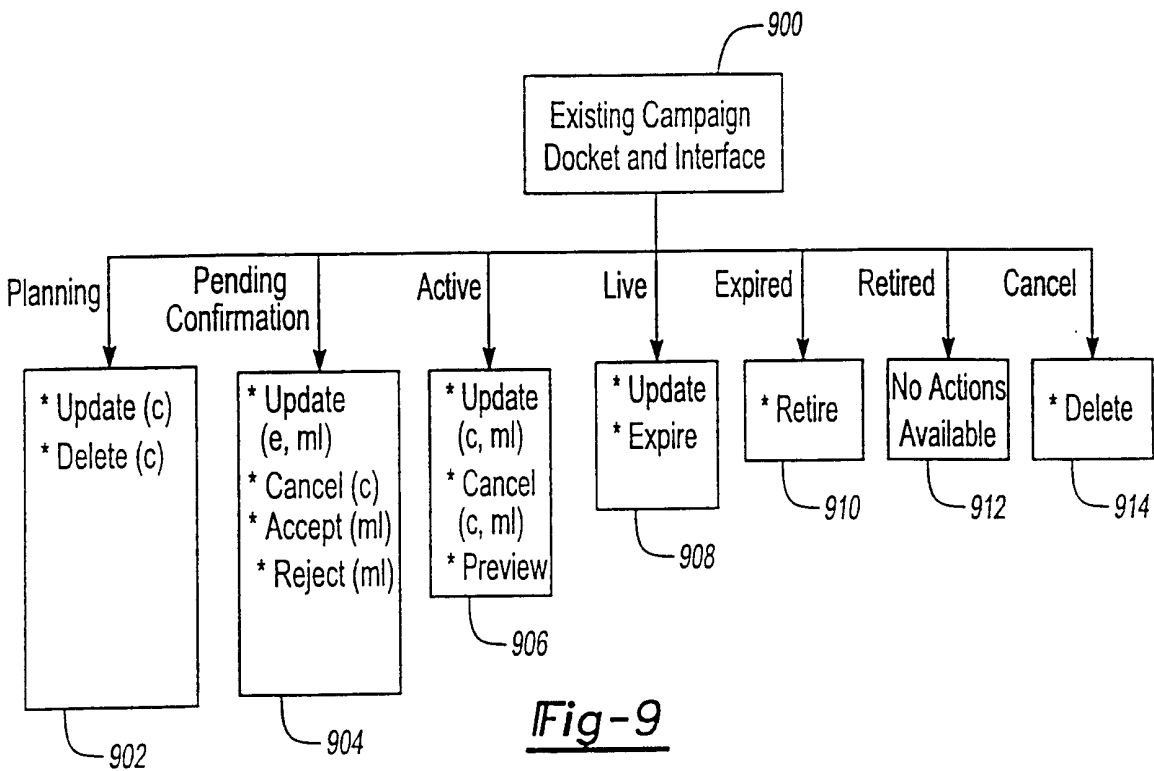 900
Existing Campaign
Docket and Interface
Planning
Pending
Confirmation
Active
Live
Expired
Retired
Cancel
* Update (c)
* Delete (c)
902
* Update
(e, ml)
* Cancel (c)
* Accept (ml)
* Reject (ml)
904
* Update
(c, ml)
* Cancel
(c, ml)
* Preview
906
* Update
* Expire
908
* Retire
910
No Actions
Available
912
* Delete
914
Fig-9